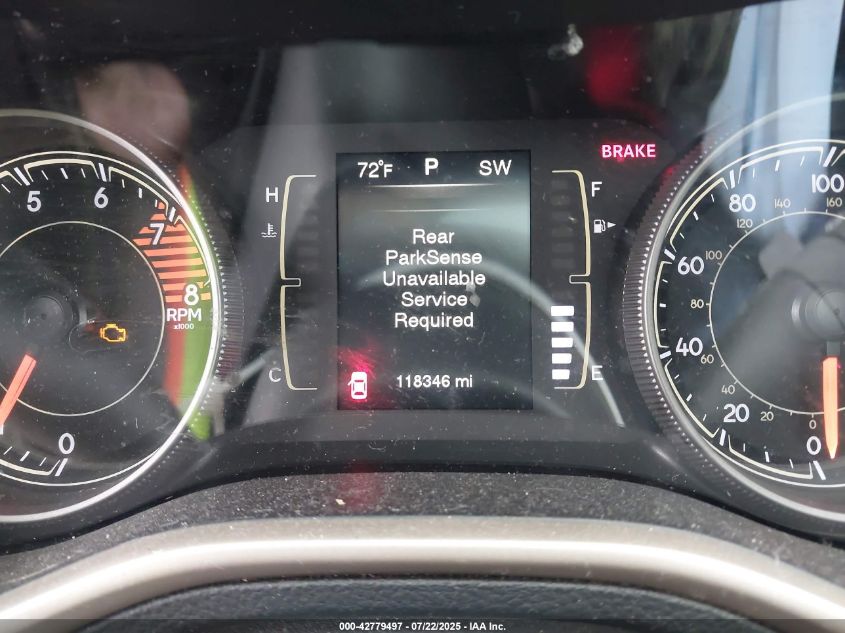 72°F P SW
BRAKE
H
F
Rear
ParkSense
Unavailable
Service
Required
C
E
118346 mi
5 6 7 8
RPM
x1000
0
0 20 40 60 80 100
0 20 40 60 80 100 120 140 160
000-42779497 - 07/22/2025 - IAA Inc.